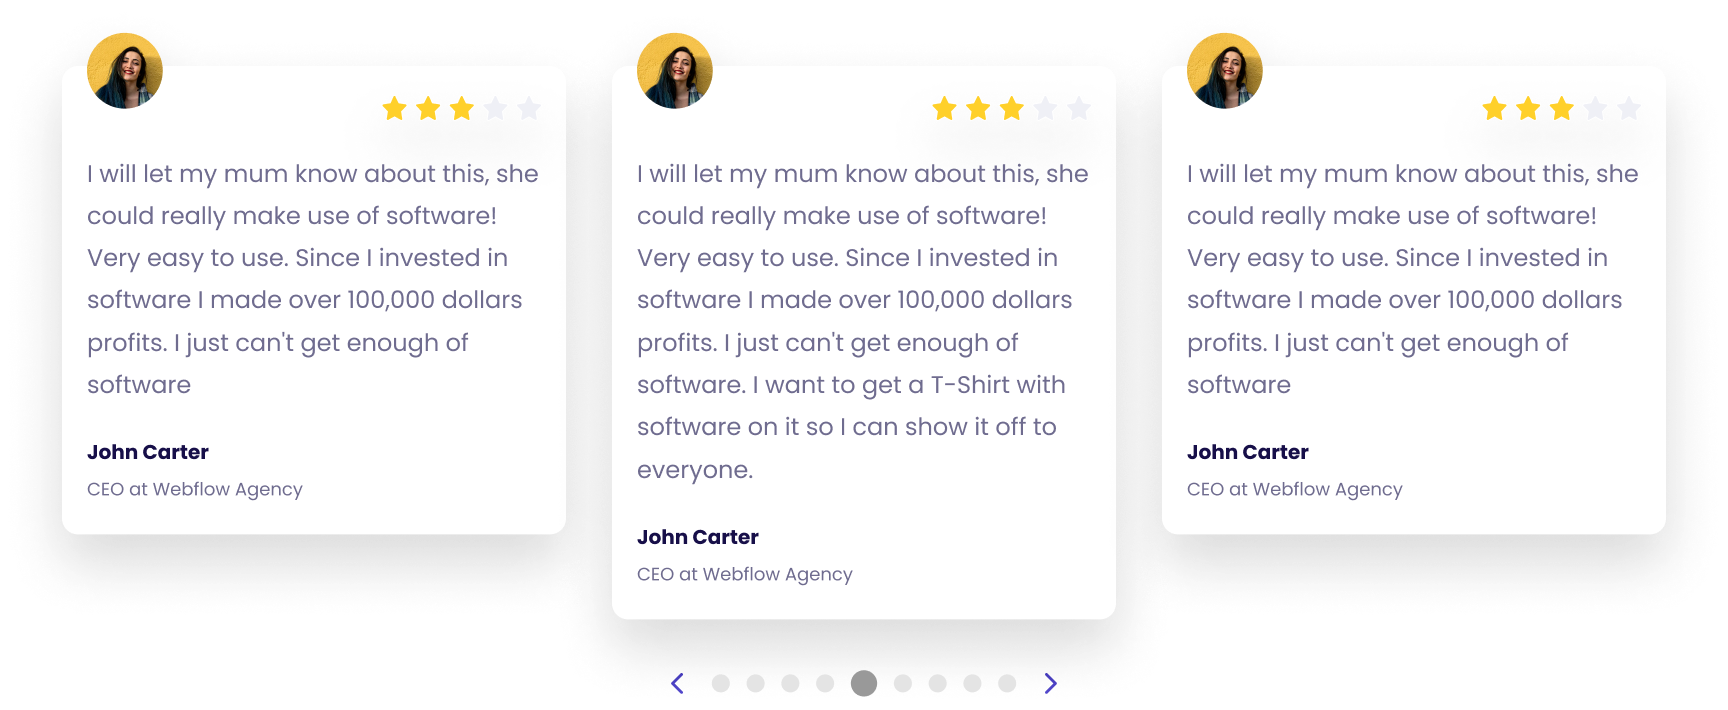 I will let my mum know about this, she
could really make use of software!
Very easy to use. Since I invested in
software I made over 100,000 dollars
profits. I just can't get enough of
software
John Carter
CEO at Webflow Agency
I will let my mum know about this, she
could really make use of software!
Very easy to use. Since I invested in
software I made over 100,000 dollars
profits. I just can't get enough of
software. I want to get a T-Shirt with
software on it so I can show it off to
everyone.
John Carter
CEO at Webflow Agency
I will let my mum know about this, she
could really make use of software!
Very easy to use. Since I invested in
software I made over 100,000 dollars
profits. I just can't get enough of
software
John Carter
CEO at Webflow Agency